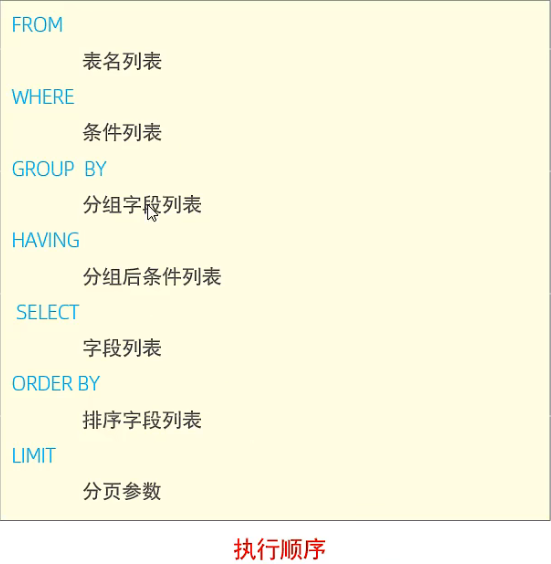 FROM
表名列表
WHERE
条件列表
GROUP BY
分组字段列表
HAVING
分组后条件列表
SELECT
字段列表
ORDER BY
排序字段列表
LIMIT
分页参数
执行顺序